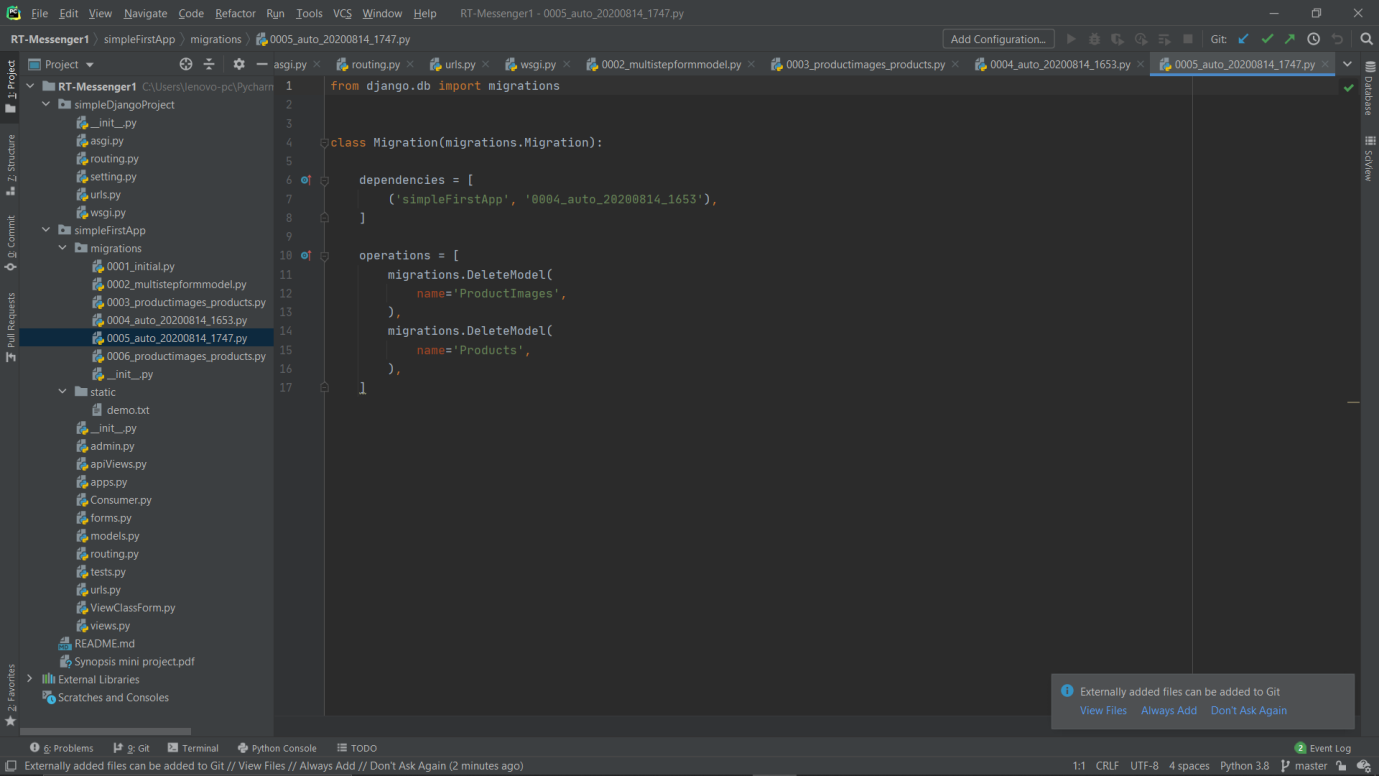 File Edit View Navigate Code Refactor Run Tools VCS Window Help RT-Messenger1 - 0005_auto_20200814_1747.py
RT-Messenger1 simpleFirstApp migrations 0005_auto_20200814_1747.py Add Configuration... Git:
Project asgi.py routing.py urls.py wsgi.py 0002_multistepformmodel.py 0003_productimages_products.py 0004_auto_20200814_1653.py 0005_auto_20200814_1747.py
1: Project
7: Structure
0: Commit
Pull Requests
2: Favorites
RT-Messenger1 C:\Users\lenovo-pc\Pycharm
simpleDjangoProject
__init__.py
asgi.py
routing.py
setting.py
urls.py
wsgi.py
simpleFirstApp
migrations
0001_initial.py
0002_multistepformmodel.py
0003_productimages_products.py
0004_auto_20200814_1653.py
0005_auto_20200814_1747.py
0006_productimages_products.py
__init__.py
static
demo.txt
__init__.py
admin.py
apiViews.py
apps.py
Consumer.py
forms.py
models.py
routing.py
tests.py
urls.py
ViewClassForm.py
views.py
README.md
Synopsis mini project.pdf
External Libraries
Scratches and Consoles
1 from django.db import migrations
2
3
4 class Migration(migrations.Migration):
5
6 dependencies = [
7 ('simpleFirstApp', '0004_auto_20200814_1653'),
8 ]
9
10 operations = [
11 migrations.DeleteModel(
12 name='ProductImages',
13 ),
14 migrations.DeleteModel(
15 name='Products',
16 ),
17 ]
Database
SciView
Externally added files can be added to Git
View Files Always Add Don't Ask Again
6: Problems 9: Git Terminal Python Console TODO 2 Event Log
Externally added files can be added to Git // View Files // Always Add // Don't Ask Again (2 minutes ago) 1:1 CRLF UTF-8 4 spaces Python 3.8 master